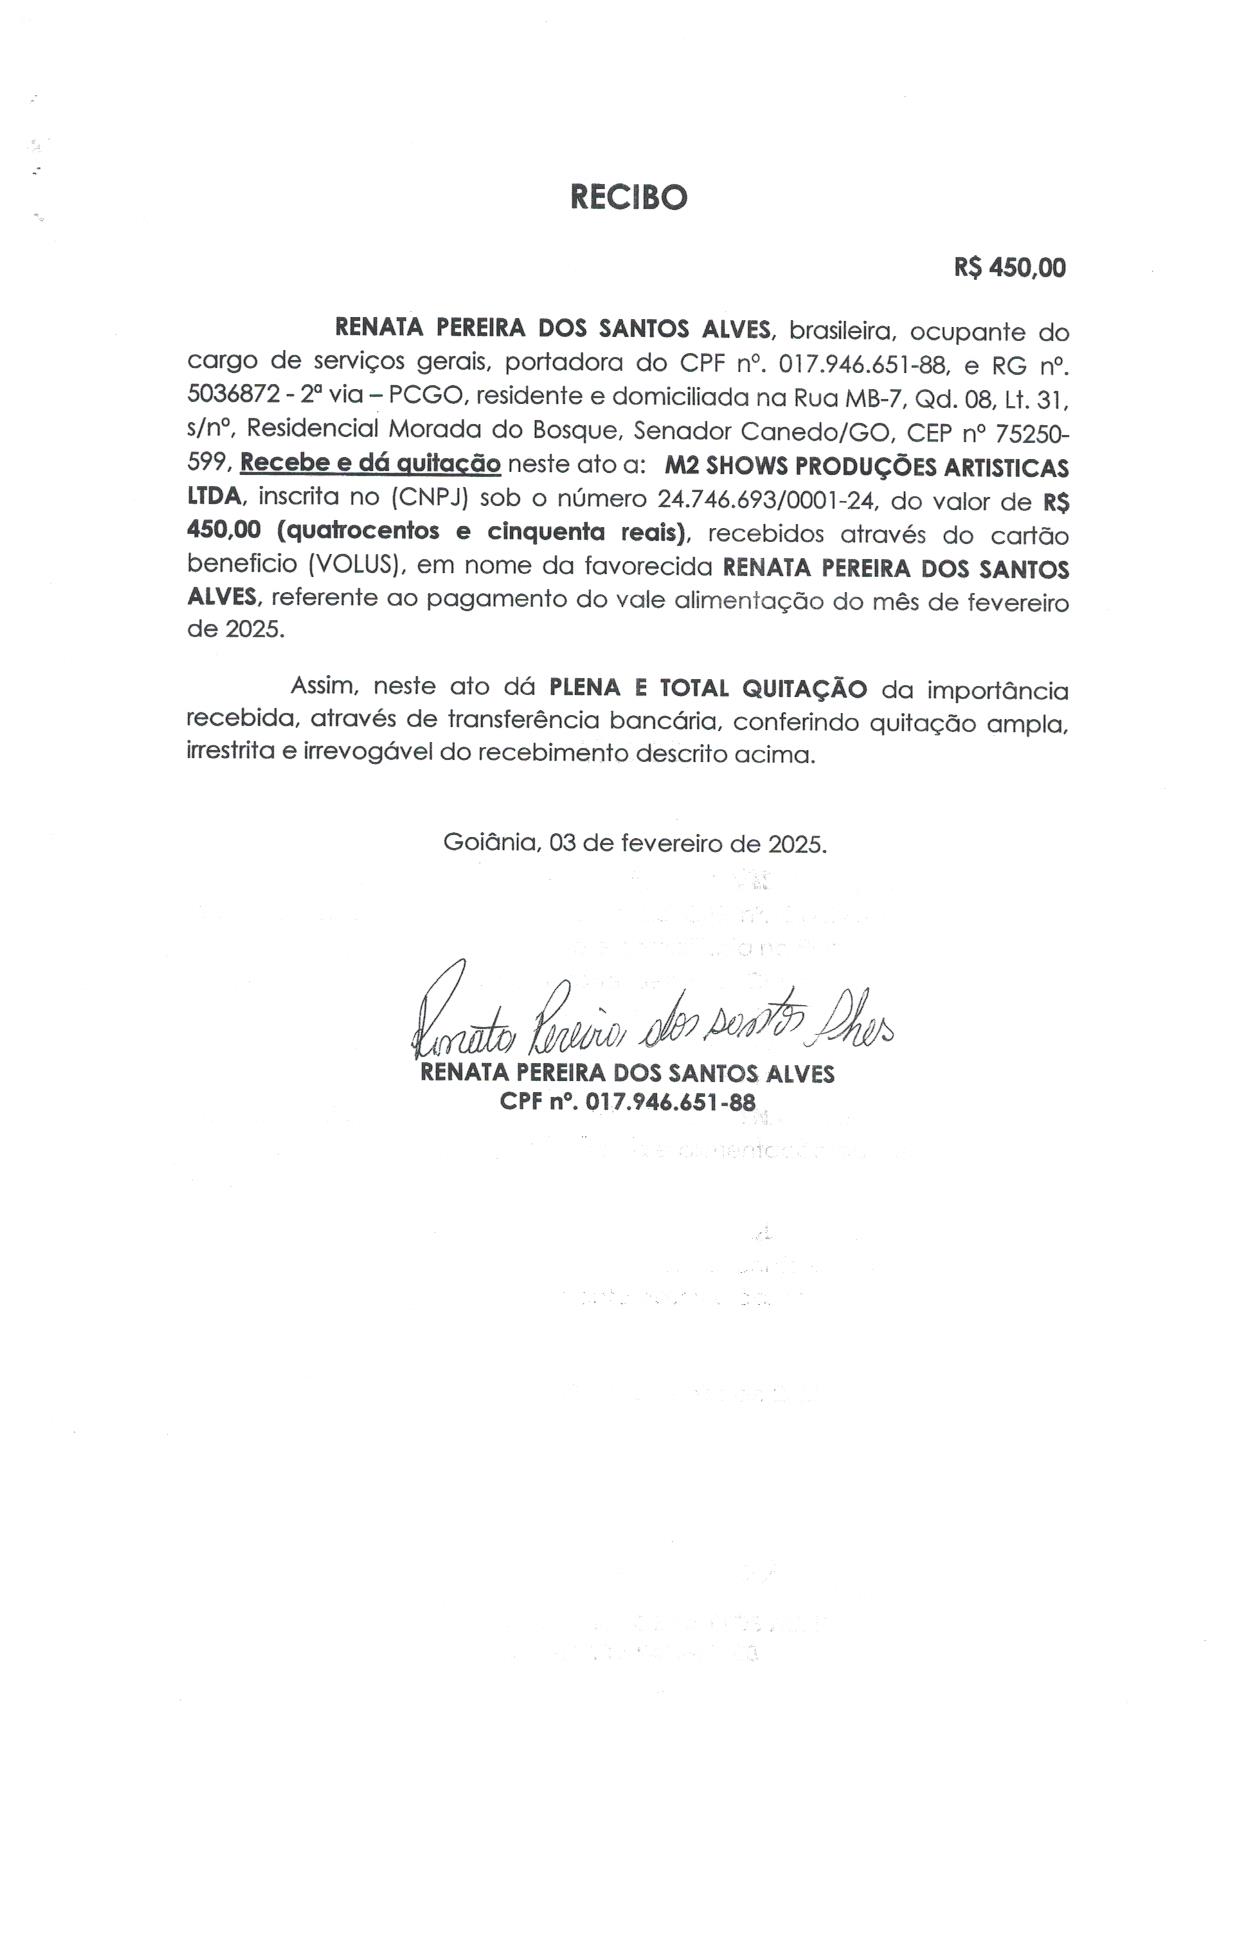 RECIBO
R$ 450,00
RENATA PEREIRA DOS SANTOS ALVES, brasileira, ocupante do
cargo de serviços gerais, portadora do CPF nº. 017.946.651-88, e RG nº.
5036872 - 2ª via – PCGO, residente e domiciliada na Rua MB-7, Qd. 08, Lt. 31,
s/nº, Residencial Morada do Bosque, Senador Canedo/GO, CEP nº 75250-
599, Recebe e dá quitação neste ato a: M2 SHOWS PRODUÇÕES ARTISTICAS
LTDA, inscrita no (CNPJ) sob o número 24.746.693/0001-24, do valor de R$
450,00 (quatrocentos e cinquenta reais), recebidos através do cartão
beneficio (VOLUS), em nome da favorecida RENATA PEREIRA DOS SANTOS
ALVES, referente ao pagamento do vale alimentação do mês de fevereiro
de 2025.
Assim, neste ato dá PLENA E TOTAL QUITAÇÃO da importância
recebida, através de transferência bancária, conferindo quitação ampla,
irrestrita e irrevogável do recebimento descrito acima.
Goiânia, 03 de fevereiro de 2025.
Renata Pereira dos santos Alves
RENATA PEREIRA DOS SANTOS ALVES
CPF nº. 017.946.651-88